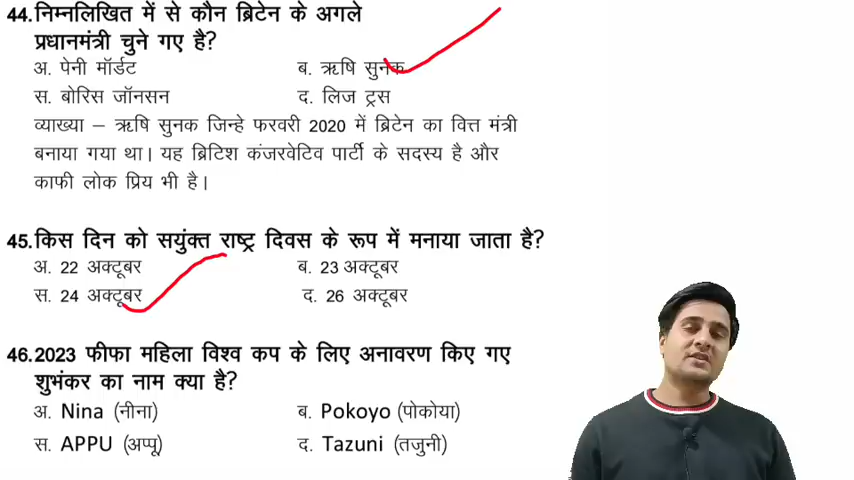 44. निम्नलिखित में से कौन ब्रिटेन के अगले
प्रधानमंत्री चुने गए है?
अ. पेनी मॉर्डट
ब. ऋषि सुनक
स. बोरिस जॉनसन
द. लिज ट्रस
व्याख्या – ऋषि सुनक जिन्हे फरवरी 2020 में ब्रिटेन का वित्त मंत्री
बनाया गया था। यह ब्रिटिश कंजरवेटिव पार्टी के सदस्य है और
काफी लोक प्रिय भी है।
45. किस दिन को सयुंक्त राष्ट्र दिवस के रूप में मनाया जाता है?
अ. 22 अक्टूबर
ब. 23 अक्टूबर
स. 24 अक्टूबर
द. 26 अक्टूबर
46. 2023 फीफा महिला विश्व कप के लिए अनावरण किए गए
शुभंकर का नाम क्या है?
अ. Nina (नीना)
ब. Pokoyo (पोकोया)
स. APPU (अप्पू)
द. Tazuni (तजुनी)